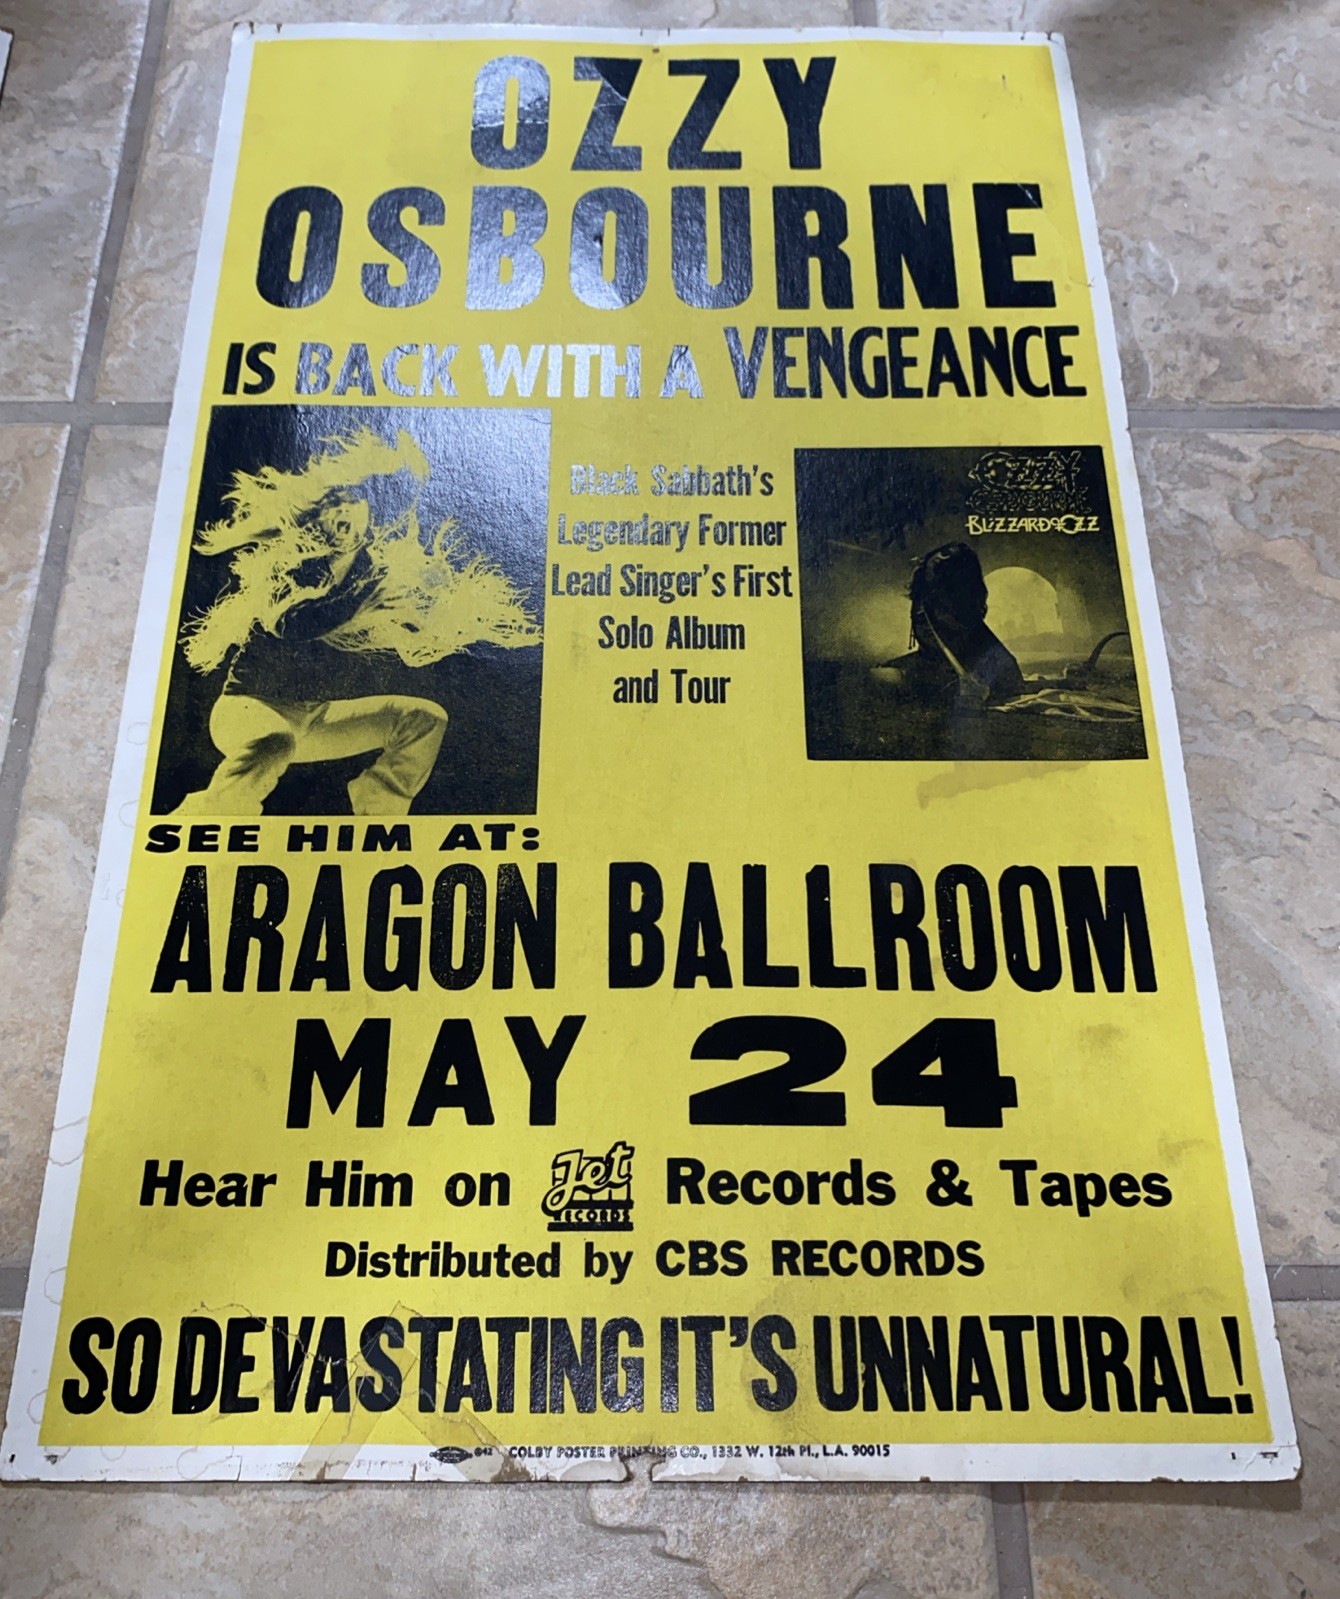 OZZY
OSBOURNE
IS BACK WITH A VENGEANCE
Black Sabbath's
Legendary Former
Lead Singer's First
Solo Album
and Tour
OZZY
OSBOURNE
BLIZZARD OF OZZ
SEE HIM AT:
ARAGON BALLROOM
MAY 24
Hear Him on Jet RECORDS Records & Tapes
Distributed by CBS RECORDS
SO DEVASTATING IT'S UNNATURAL!
COLBY POSTER PRINTING CO., 1332 W. 12th Pl., L.A. 90015